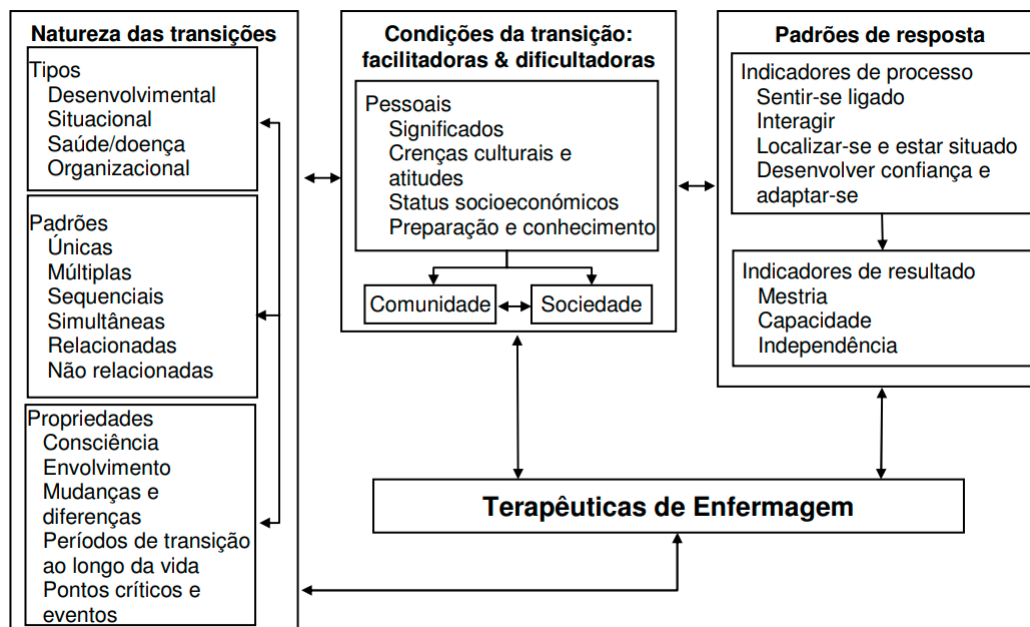 Natureza das transições
Tipos
Desenvolvimental
Situacional
Saúde/doença
Organizacional
Padrões
Únicas
Múltiplas
Sequenciais
Simultâneas
Relacionadas
Não relacionadas
Propriedades
Consciência
Envolvimento
Mudanças e
diferenças
Períodos de transição
ao longo da vida
Pontos críticos e
eventos
Condições da transição:
facilitadoras & dificultadoras
Pessoais
Significados
Crenças culturais e
atitudes
Status socioeconómicos
Preparação e conhecimento
Comunidade
Sociedade
Padrões de resposta
Indicadores de processo
Sentir-se ligado
Interagir
Localizar-se e estar situado
Desenvolver confiança e
adaptar-se
Indicadores de resultado
Mestria
Capacidade
Independência
Terapêuticas de Enfermagem